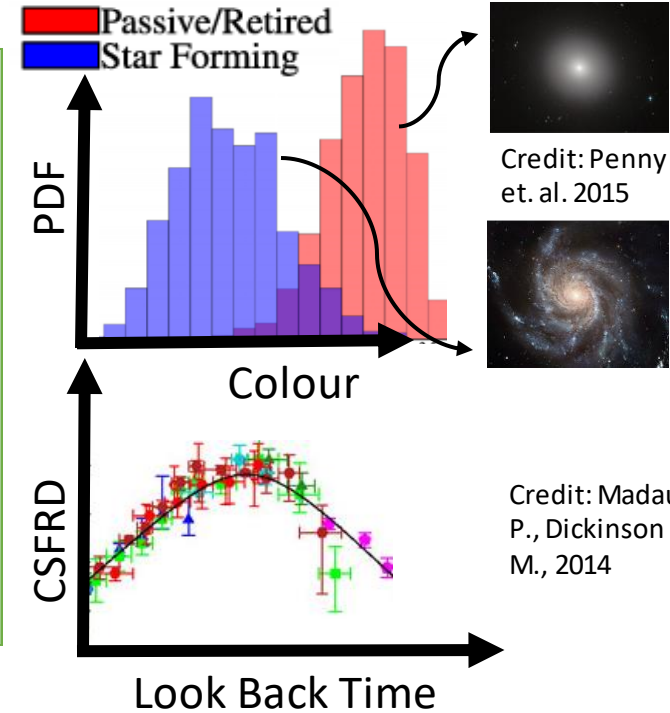 Passive/Retired
Star Forming
PDF
Colour
Credit: Penny
et. al. 2015
CSFRD
Look Back Time
Credit: Madau
P., Dickinson
M., 2014